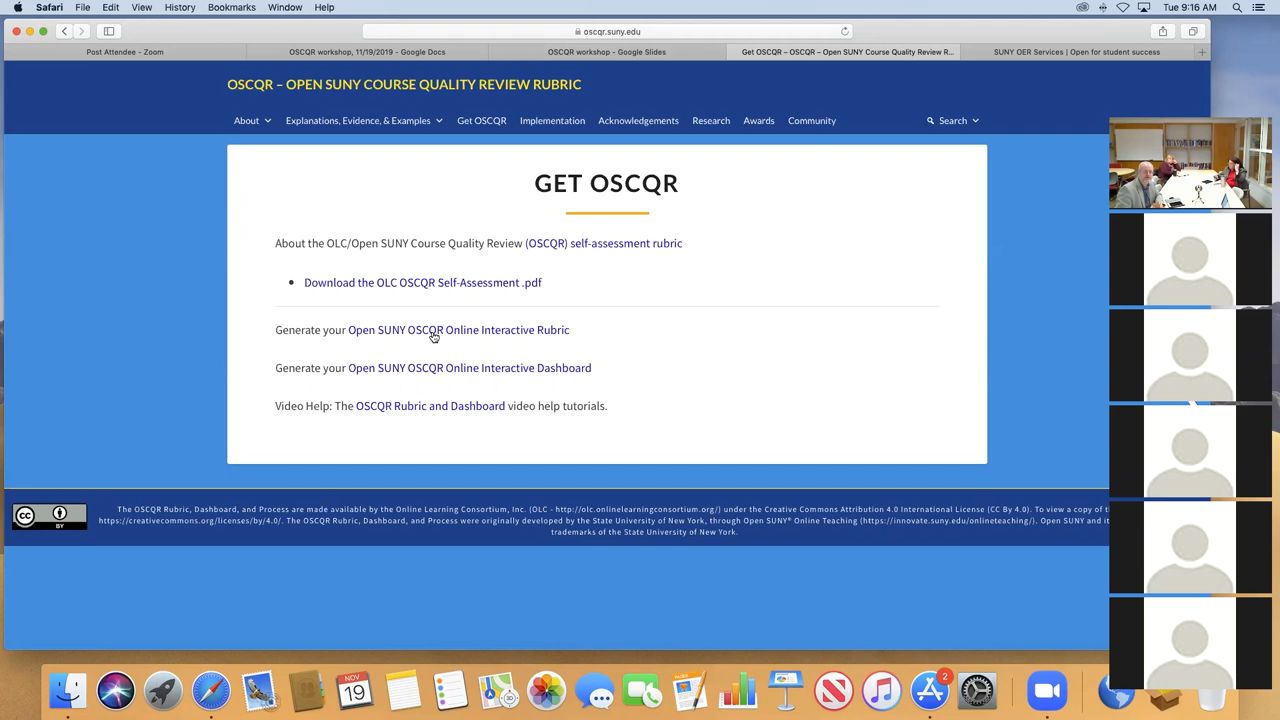 Safari File Edit View History Bookmarks Window Help
Tue 9:16 AM
oscqr.suny.edu
Post Attendee - Zoom
OSCQR workshop, 11/19/2019 - Google Docs
OSCQR workshop - Google Slides
Get OSCQR – OSCQR – Open SUNY Course Quality Review R...
SUNY OER Services | Open for student success
OSCQR – OPEN SUNY COURSE QUALITY REVIEW RUBRIC
About Explanations, Evidence, & Examples Get OSCQR Implementation Acknowledgements Research Awards Community Search
GET OSCQR
About the OLC/Open SUNY Course Quality Review (OSCQR) self-assessment rubric
Download the OLC OSCQR Self-Assessment .pdf
Generate your Open SUNY OSCQR Online Interactive Rubric
Generate your Open SUNY OSCQR Online Interactive Dashboard
Video Help: The OSCQR Rubric and Dashboard video help tutorials.
cc BY
The OSCQR Rubric, Dashboard, and Process are made available by the Online Learning Consortium, Inc. (OLC - http://olc.onlinelearningconsortium.org/) under the Creative Commons Attribution 4.0 International License (CC By 4.0). To view a copy of th
https://creativecommons.org/licenses/by/4.0/. The OSCQR Rubric, Dashboard, and Process were originally developed by the State University of New York, through Open SUNY® Online Teaching (https://innovate.suny.edu/onlineteaching/). Open SUNY and it
trademarks of the State University of New York.
NOV
19
2